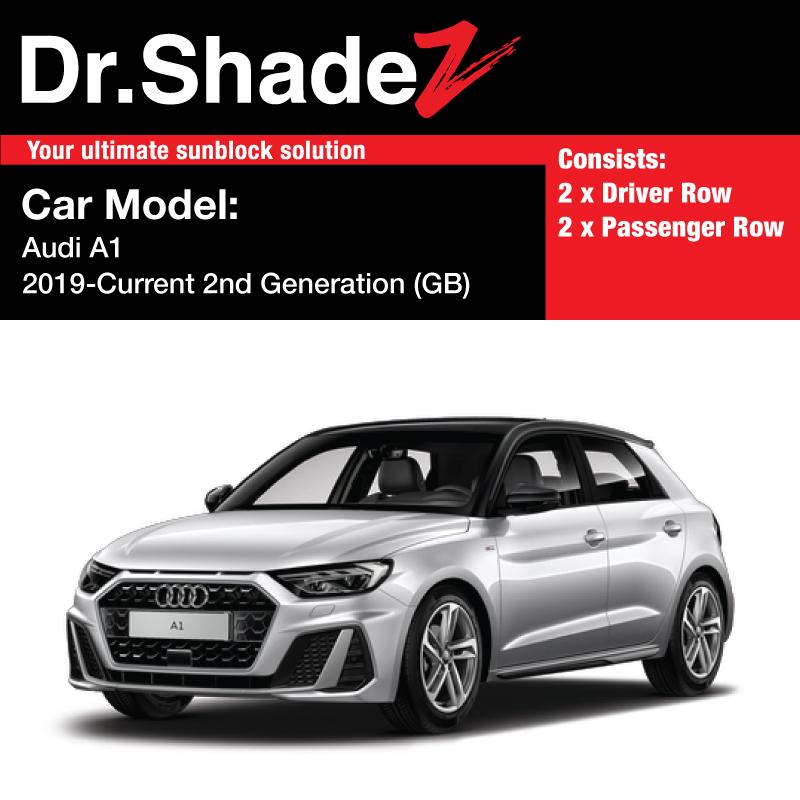 Dr.ShadeZ
Your ultimate sunblock solution
Consists:
2 x Driver Row
2 x Passenger Row
Car Model:
Audi A1
2019-Current 2nd Generation (GB)
A1